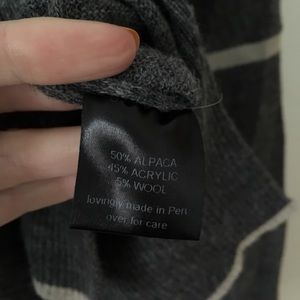 50% ALPACA
45% ACRYLIC
5% WOOL
lovingly made in Peru
over for care